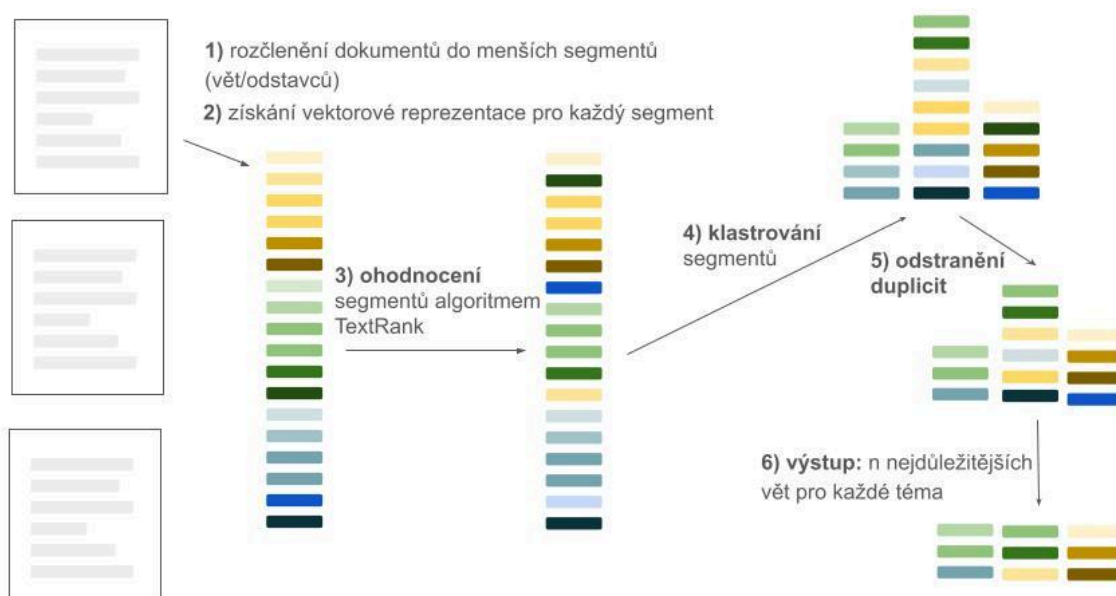 1) rozčlenění dokumentů do menších segmentů
(vět/odstavců)
2) získání vektorové reprezentace pro každý segment
3) ohodnocení
segmentů algoritmem
TextRank
4) klastrování
segmentů
5) odstranění
duplicit
6) výstup: n nejdůležitějších
vět pro každé téma